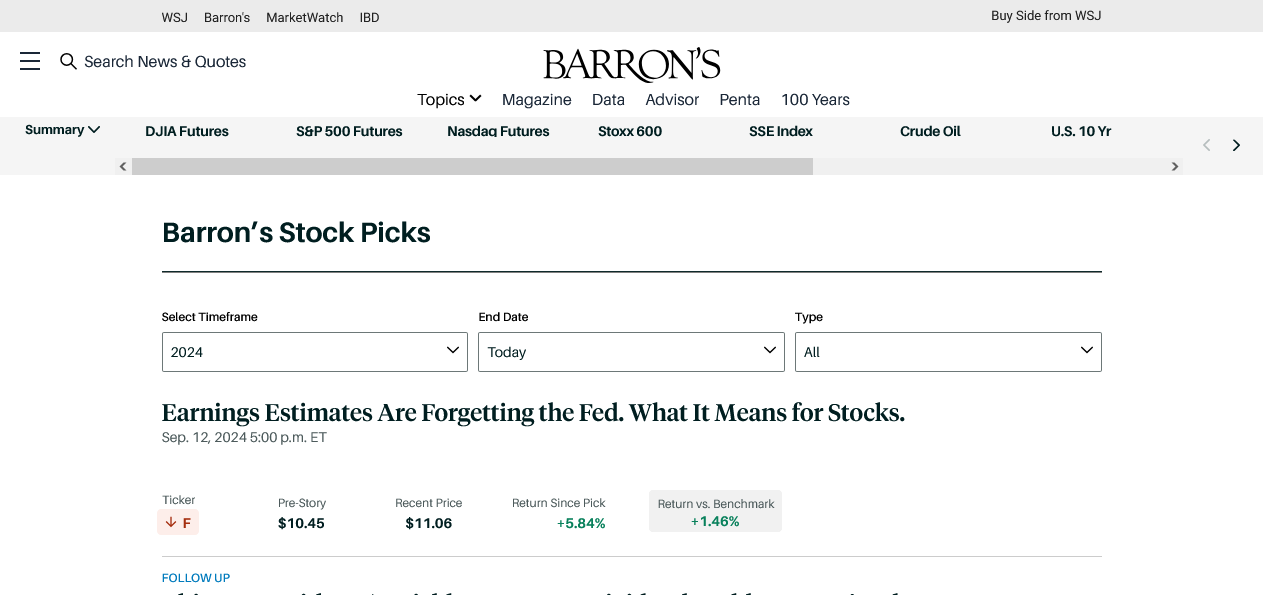 WSJ Barron's MarketWatch IBD Buy Side from WSJ
Search News & Quotes
BARRON'S
Topics Magazine Data Advisor Penta 100 Years
Summary DJIA Futures S&P 500 Futures Nasdaq Futures Stoxx 600 SSE Index Crude Oil U.S. 10 Yr
Barron's Stock Picks
Select Timeframe End Date Type
2024 Today All
Earnings Estimates Are Forgetting the Fed. What It Means for Stocks.
Sep. 12, 2024 5:00 p.m. ET
Ticker Pre-Story Recent Price Return Since Pick Return vs. Benchmark
F $10.45 $11.06 +5.84% +1.46%
FOLLOW UP